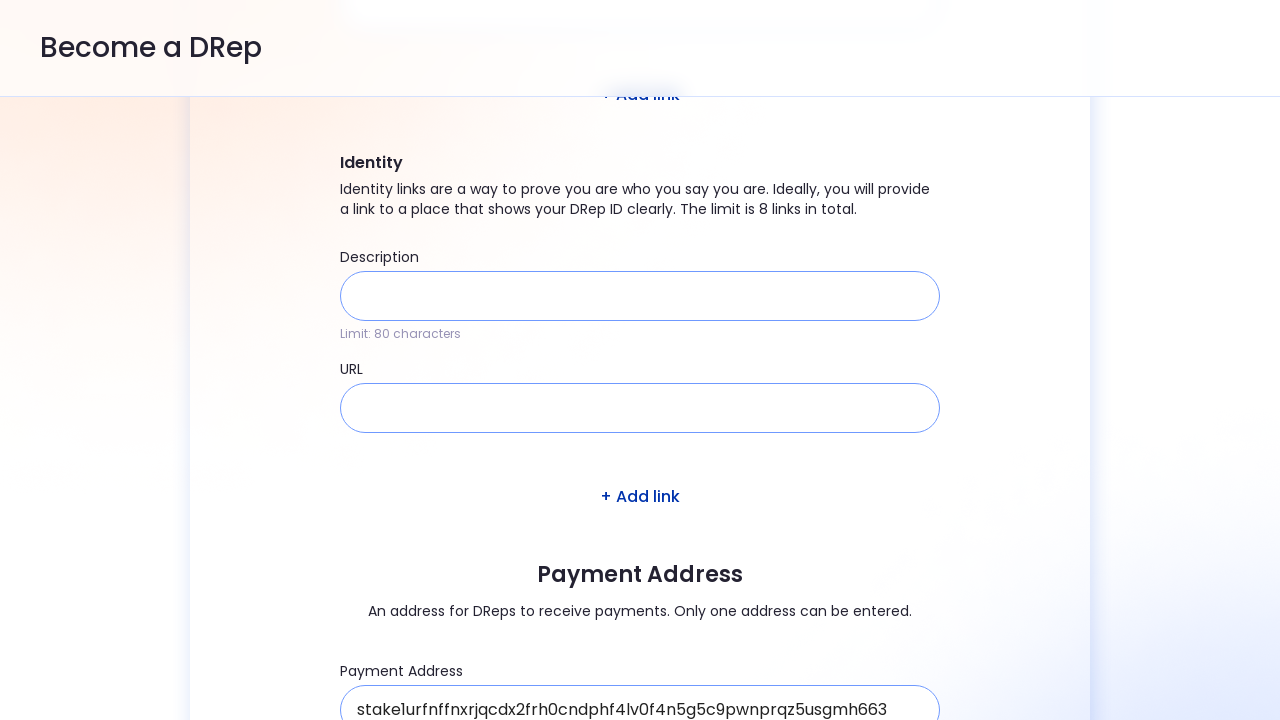 Become a DRep
+ Add link
Identity
Identity links are a way to prove you are who you say you are. Ideally, you will provide
a link to a place that shows your DRep ID clearly. The limit is 8 links in total.
Description
Limit: 80 characters
URL
+ Add link
Payment Address
An address for DReps to receive payments. Only one address can be entered.
Payment Address
stake1urfnffnxrjqcdx2frh0cndphf4lv0f4n5g5c9pwnprqz5usgmh663